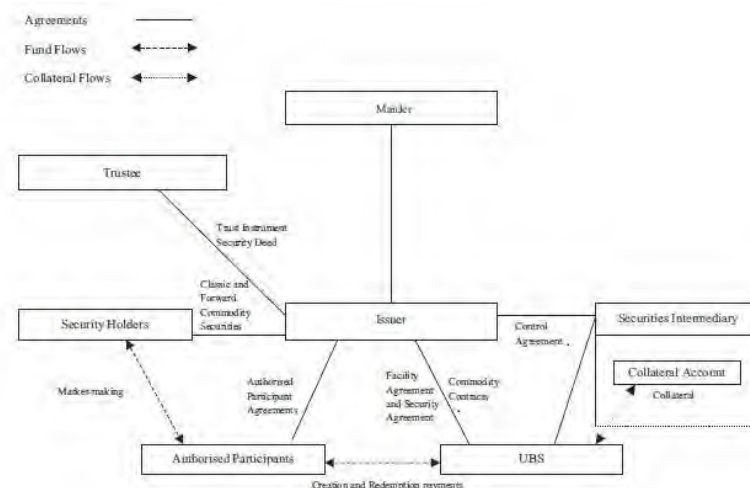 Agreements
Fund Flows
Collateral Flows
Trustee
Trust Instrument
Security Deed
Classic and
Forward
Commodity
Securities
Security Holders
Issuer
Securities Intermediary
Control
Agreement
Collateral Account
Collateral
Market-making
Authorised
Participant
Agreements
Facility
Agreement
and Security
Agreement
Commodity
Contracts
Authorised Participants
UBS
Creation and Redemption payments